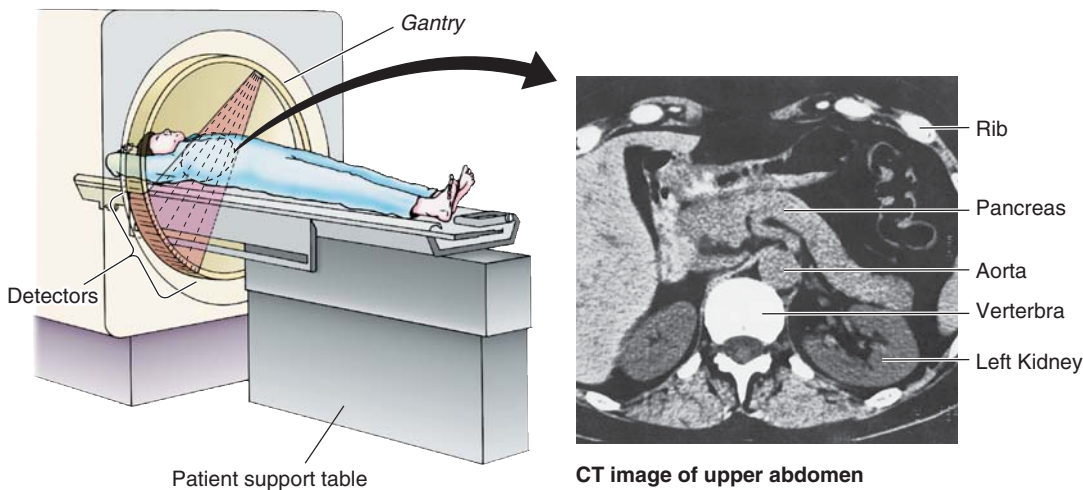 Gantry
Detectors
Patient support table
Rib
Pancreas
Aorta
Verterbra
Left Kidney
CT image of upper abdomen